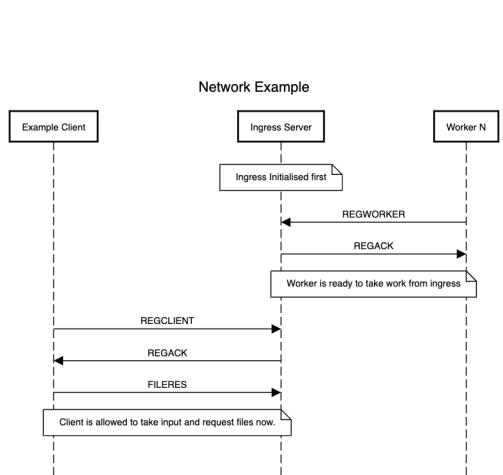 Network Example
Example Client
Ingress Server
Worker N
Ingress Initialised first
REGWORKER
REGACK
Worker is ready to take work from ingress
REGCLIENT
REGACK
FILERES
Client is allowed to take input and request files now.